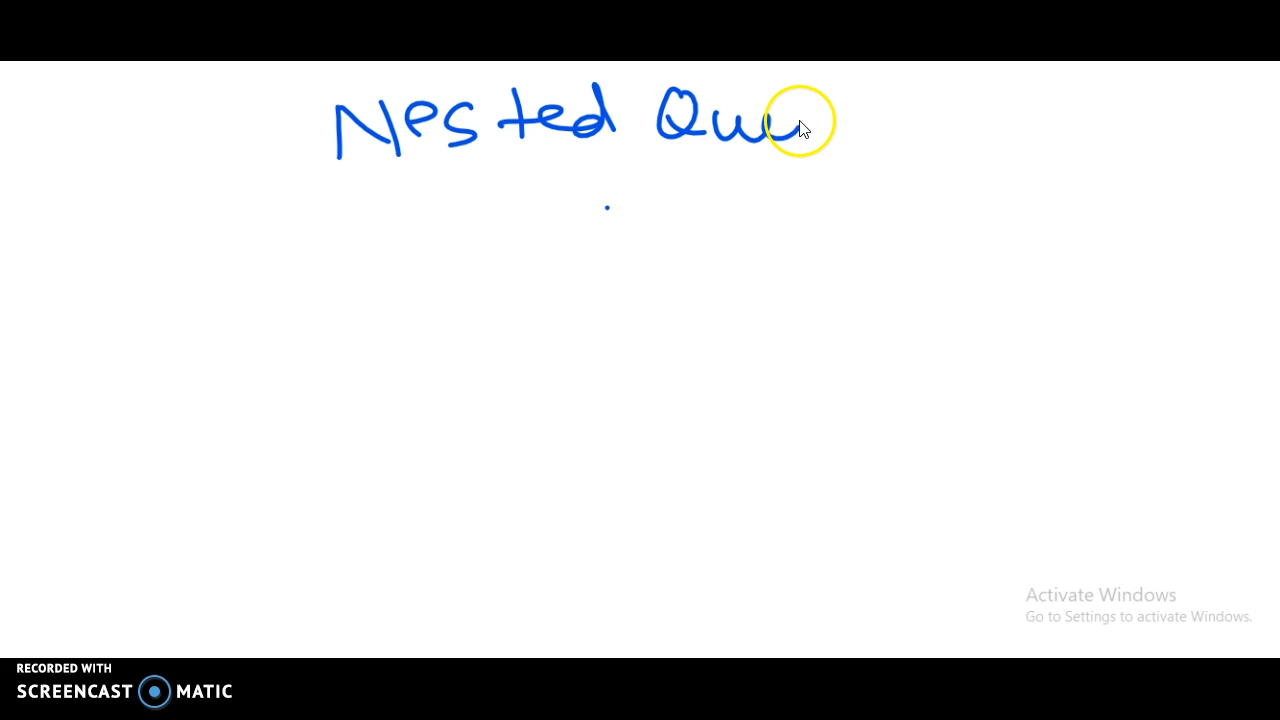 Nested Qu
Activate Windows
Go to Settings to activate Windows.
RECORDED WITH
SCREENCAST MATIC